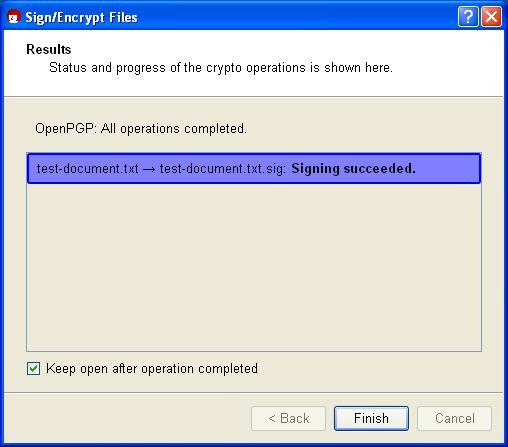 Sign/Encrypt Files
Results
Status and progress of the crypto operations is shown here.
OpenPGP: All operations completed.
test-document.txt → test-document.txt.sig: Signing succeeded.
Keep open after operation completed
< Back
Finish
Cancel